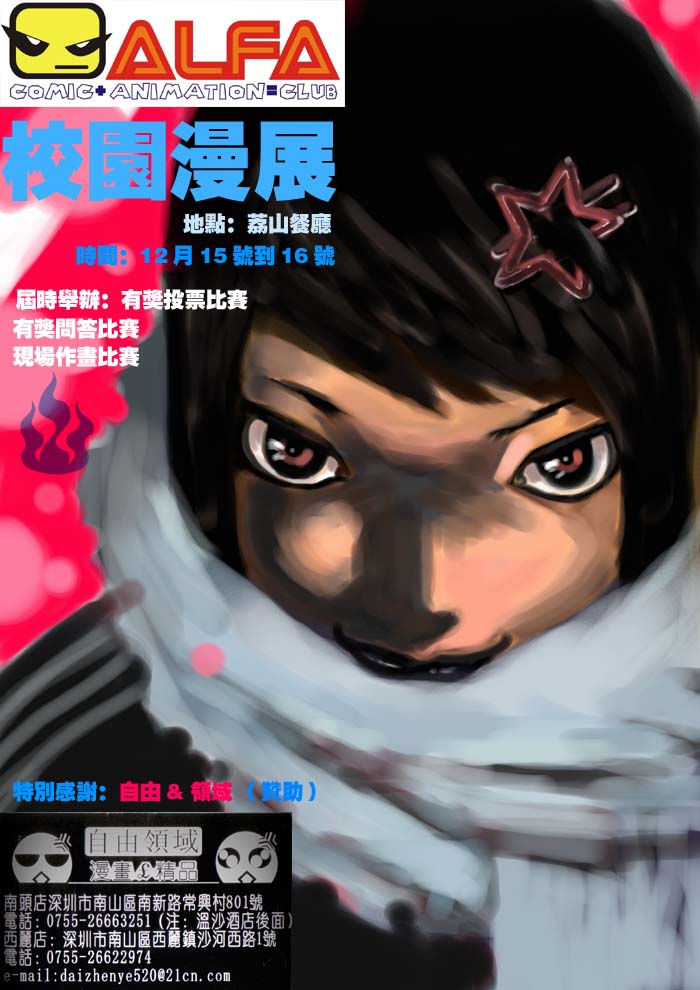 ALFA
COMIC+ANIMATION=CLUB
校園漫展
地點：荔山餐廳
時間：12月15號到16號
屆時舉辦：有獎投票比賽
有獎問答比賽
現場作畫比賽
特別感謝：自由 & 領域 （贊助）
自由領域
漫畫&精品
南頭店深圳市南山區南新路常興村801號
電話：0755-26663251（注：溫沙酒店後面）
西麗店：深圳市南山區西麗鎮沙河西路1號
電話：0755-26622974
e-mail:daizhenye520@21cn.com